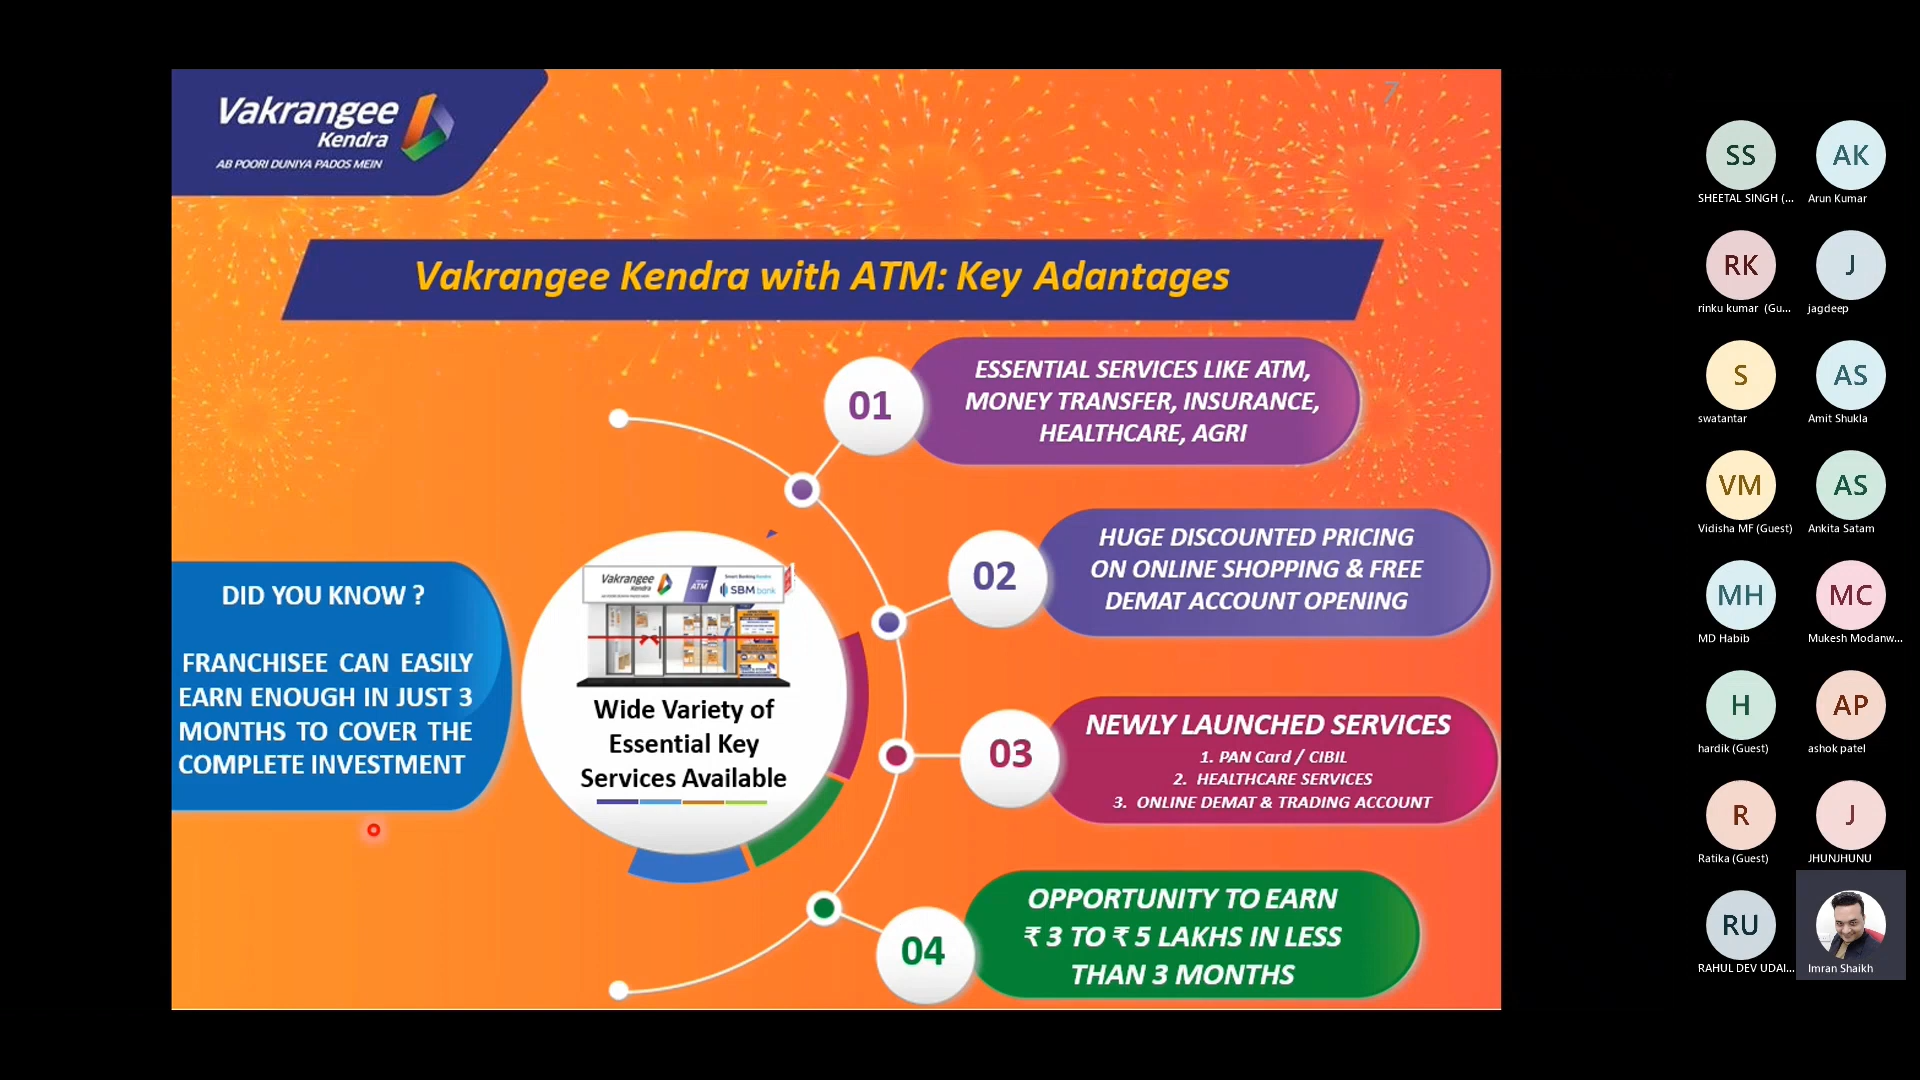 Vakrangee
Kendra
AB POORI DUNIYA PADOS MEIN
7
Vakrangee Kendra with ATM: Key Adantages
01
ESSENTIAL SERVICES LIKE ATM,
MONEY TRANSFER, INSURANCE,
HEALTHCARE, AGRI
02
HUGE DISCOUNTED PRICING
ON ONLINE SHOPPING & FREE
DEMAT ACCOUNT OPENING
DID YOU KNOW ?
FRANCHISEE CAN EASILY
EARN ENOUGH IN JUST 3
MONTHS TO COVER THE
COMPLETE INVESTMENT
Vakrangee
Kendra
ATM
SBM bank
Wide Variety of
Essential Key
Services Available
03
NEWLY LAUNCHED SERVICES
1. PAN Card / CIBIL
2. HEALTHCARE SERVICES
3. ONLINE DEMAT & TRADING ACCOUNT
04
OPPORTUNITY TO EARN
₹ 3 TO ₹ 5 LAKHS IN LESS
THAN 3 MONTHS
SS
SHEETAL SINGH (...
AK
Arun Kumar
RK
rinku kumar (Gu...
J
jagdeep
S
swatantar
AS
Amit Shukla
VM
Vidisha MF (Guest)
AS
Ankita Satam
MH
MD Habib
MC
Mukesh Modanw...
H
hardik (Guest)
AP
ashok patel
R
Ratika (Guest)
J
JHUNJHUNU
RU
RAHUL DEV UDAI...
Imran Shaikh